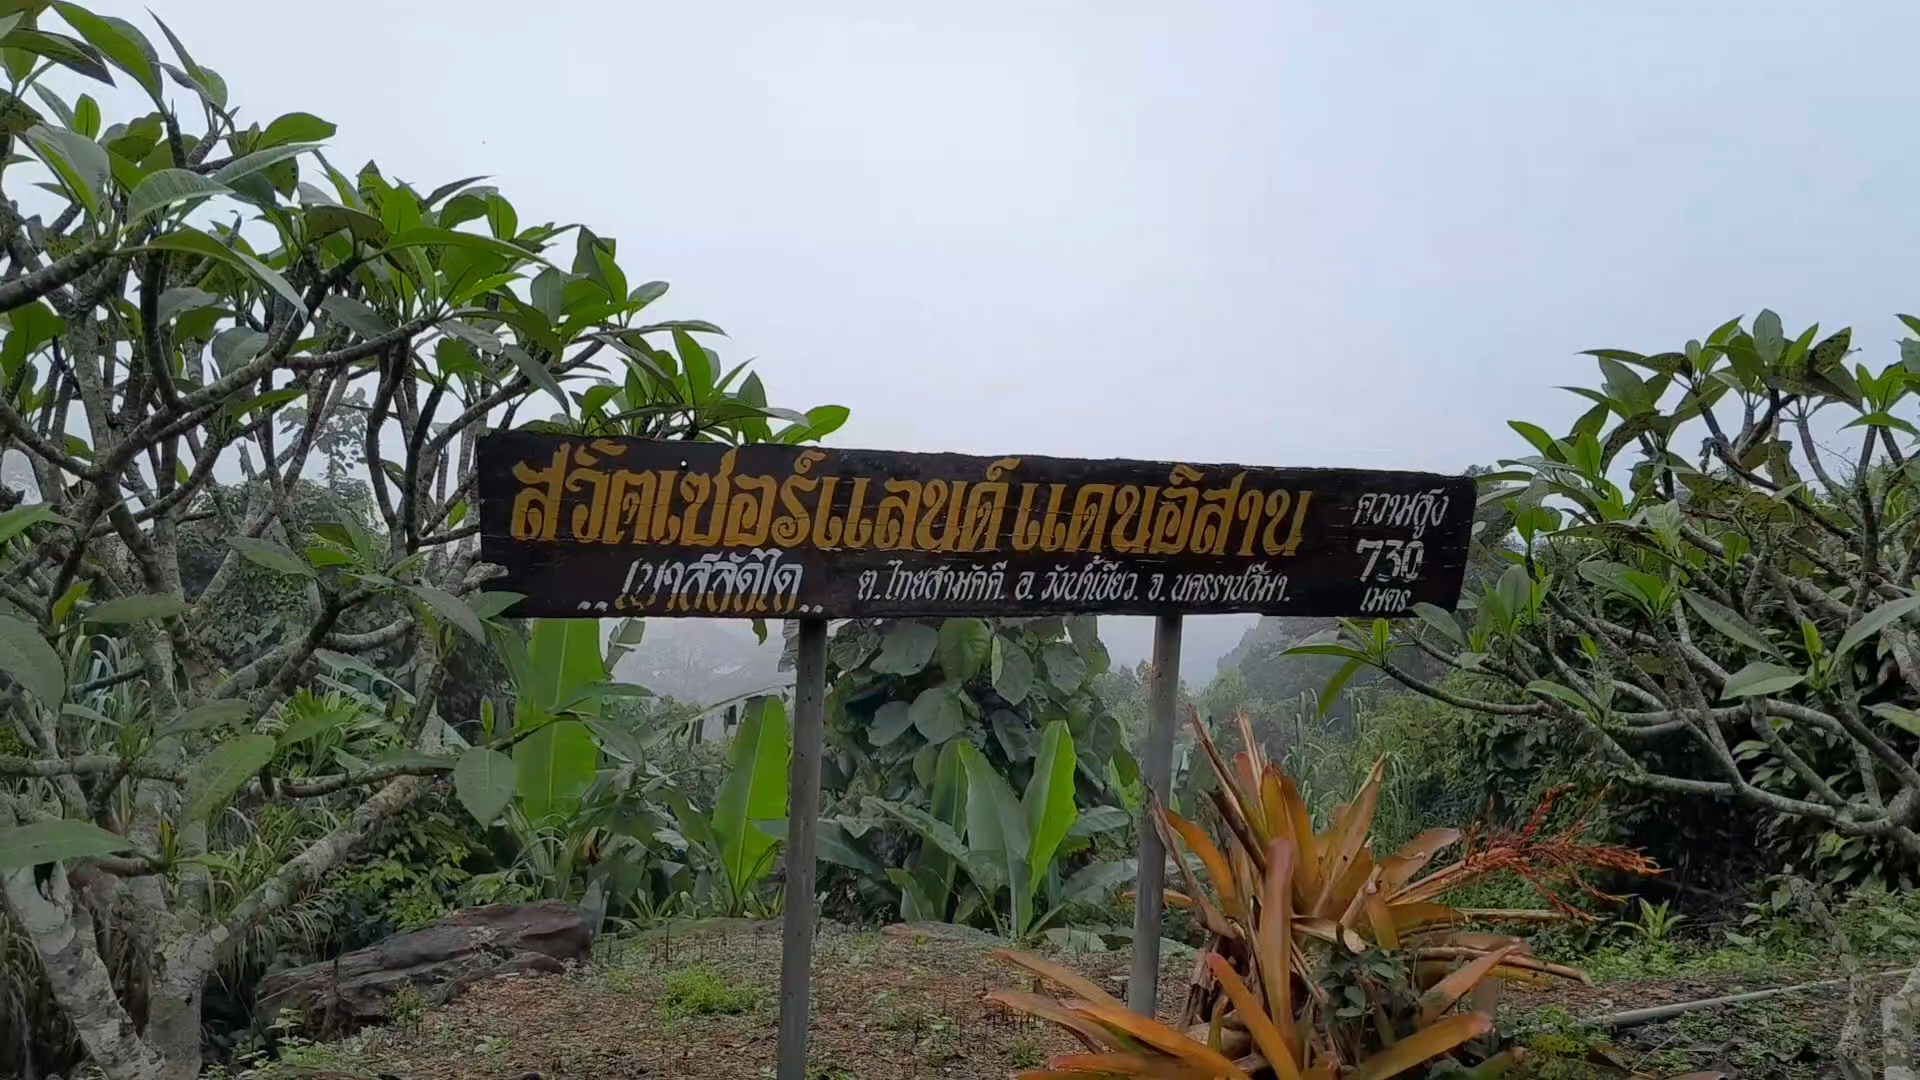 สวิตเซอร์แลนด์แดนอีสาน
..เขาสลัดได..
ต.ไทยสามัคคี อ.วังน้ำเขียว จ.นครราชสีมา.
ความสูง
730
เมตร